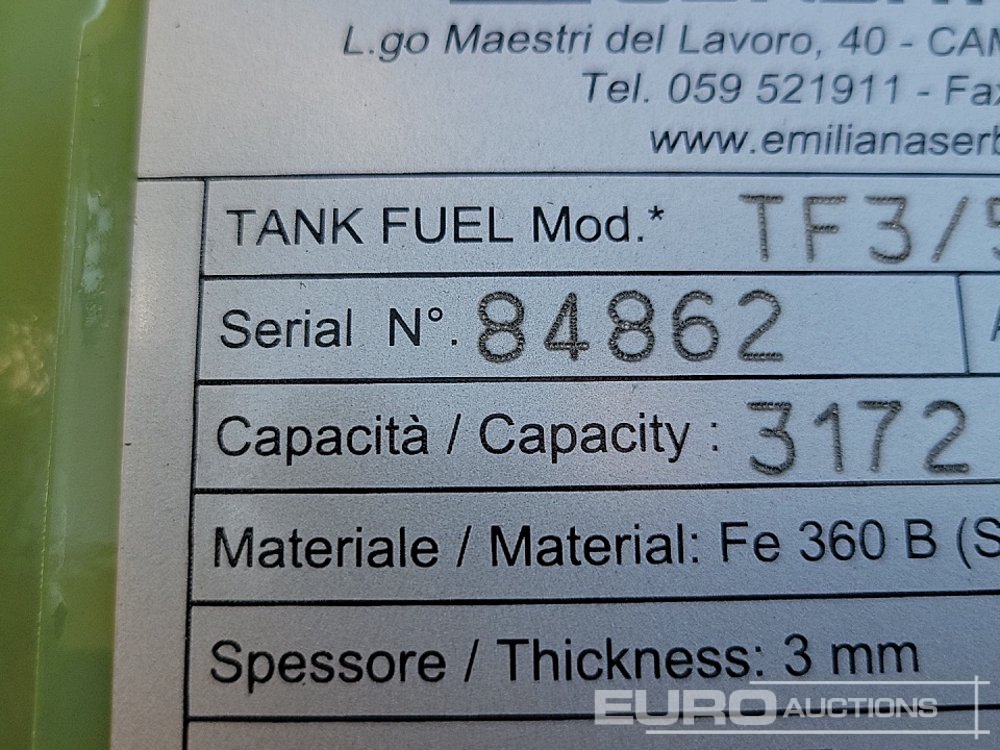 L.go Maestri del Lavoro, 40 - CAM
Tel. 059 521911 - Fax
www.emilianaserb
TANK FUEL Mod.* TF3/5
Serial N°. 84862
Capacità / Capacity : 3172
Materiale / Material: Fe 360 B (S
Spessore / Thickness: 3 mm
EURO AUCTIONS